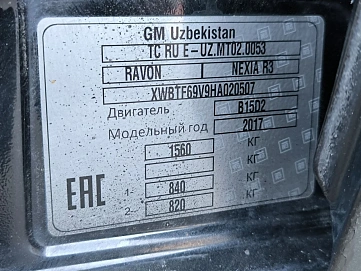 GM Uzbekistan
TC RU E-UZ.MT02.0053
RAVON NEXIA R3
XWBTF69V9HA020507
Двигатель B15D2
Модельный год 2017
1560 КГ
КГ
EAC 1- 840 КГ
2- 820 КГ